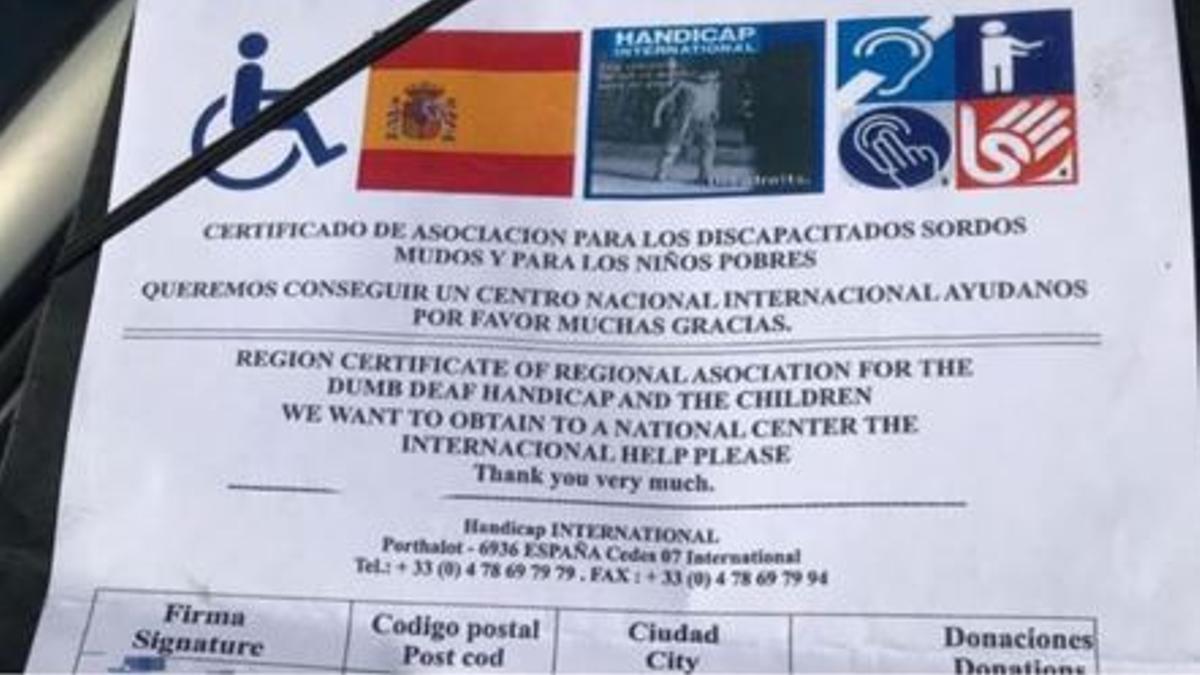 HANDICAP
INTERNATIONAL
CERTIFICADO DE ASOCIACION PARA LOS DISCAPACITADOS SORDOS
MUDOS Y PARA LOS NIÑOS POBRES
QUEREMOS CONSEGUIR UN CENTRO NACIONAL INTERNACIONAL AYUDANOS
POR FAVOR MUCHAS GRACIAS.
REGION CERTIFICATE OF REGIONAL ASOCIATION FOR THE
DUMB DEAF HANDICAP AND THE CHILDREN
WE WANT TO OBTAIN TO A NATIONAL CENTER THE
INTERNACIONAL HELP PLEASE
Thank you very much.
Handicap INTERNATIONAL
Porthalot - 6936 ESPAÑA Cedes 07 International
Tel.: + 33 (0) 4 78 69 79 79 . FAX : + 33 (0) 4 78 69 79 94
Firma Codigo postal Ciudad Donaciones
Signature Post cod City Donations